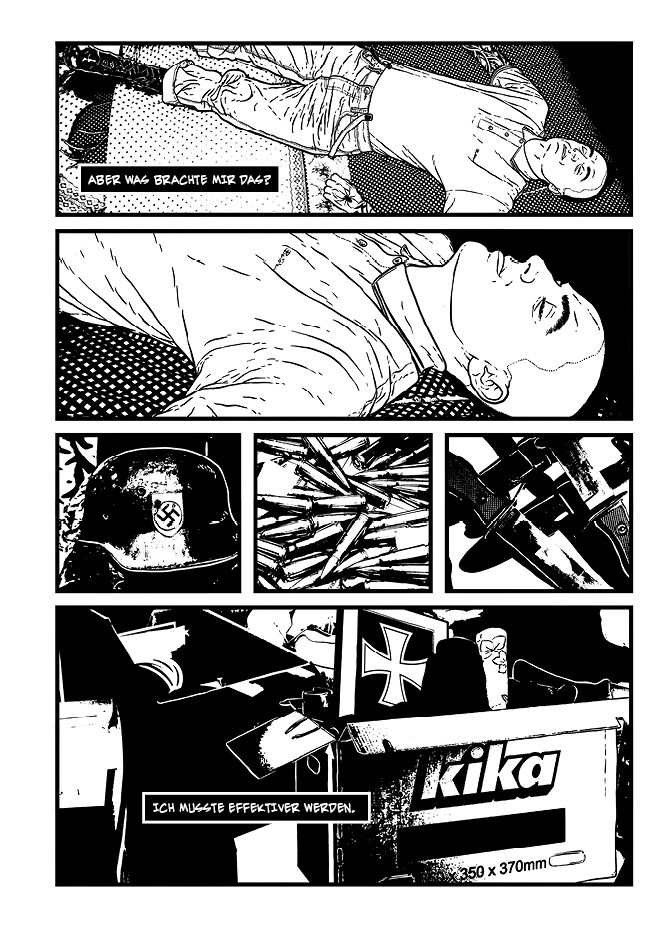 ABER WAS BRACHTE MIR DAS?
ICH MUSSTE EFFEKTIVER WERDEN.
kika
350 x 370mm